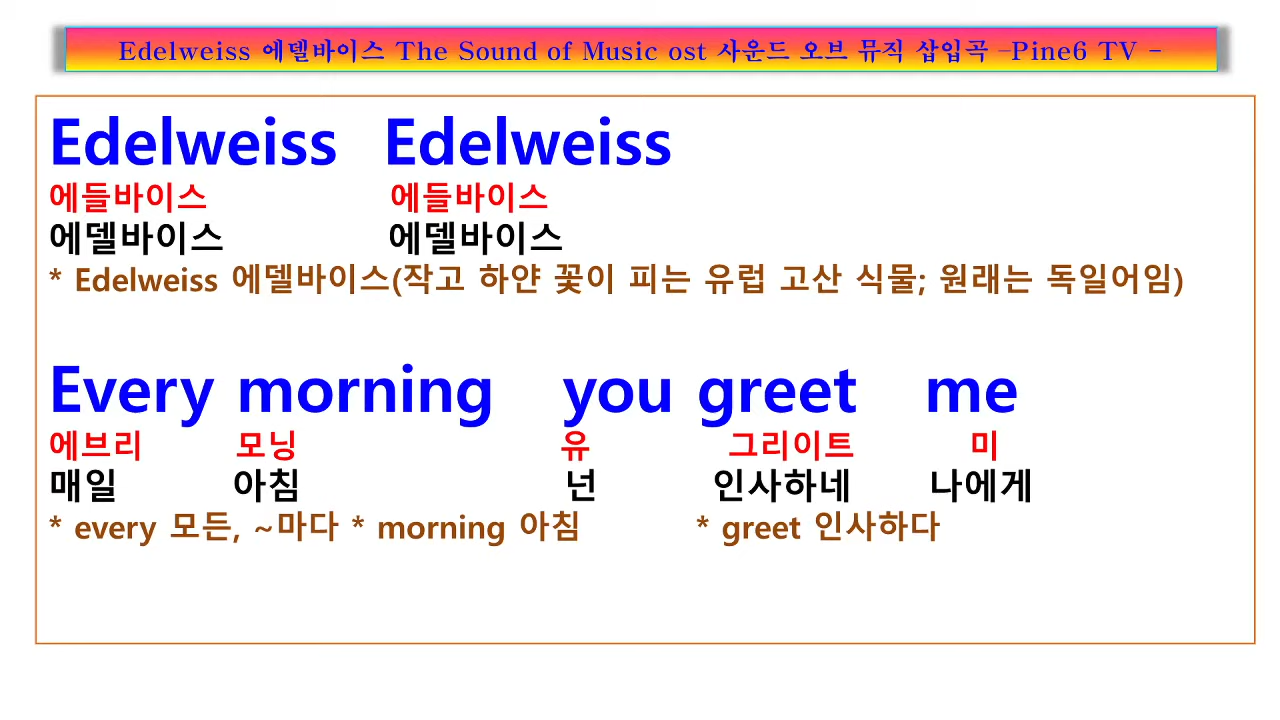 Edelweiss 에델바이스 The Sound of Music ost 사운드 오브 뮤직 삽입곡 –Pine6 TV –
Edelweiss Edelweiss
에들바이스 에들바이스
에델바이스 에델바이스
* Edelweiss 에델바이스(작고 하얀 꽃이 피는 유럽 고산 식물; 원래는 독일어임)
Every morning you greet me
에브리 모닝 유 그리이트 미
매일 아침 넌 인사하네 나에게
* every 모든, ~마다 * morning 아침 * greet 인사하다